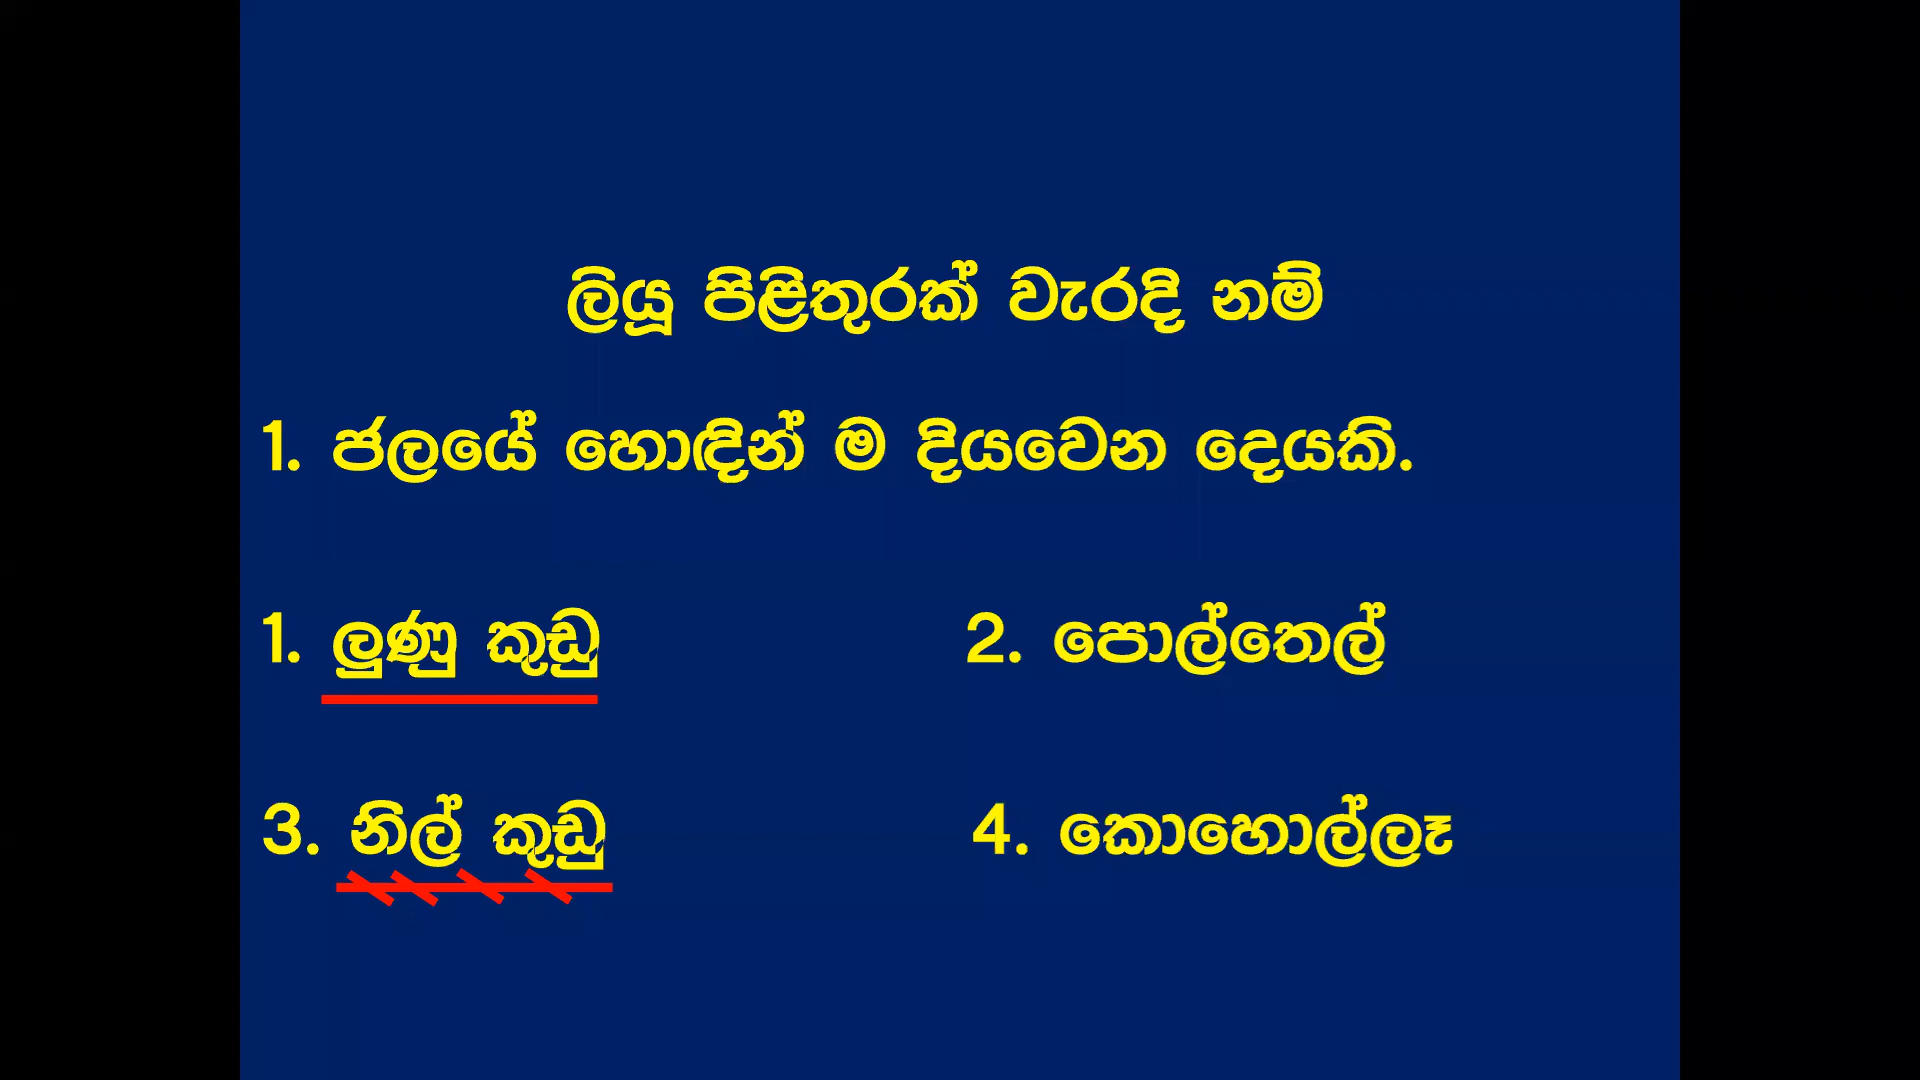 ලියූ පිළිතුරක් වැරදි නම්
1. ජලයේ හොඳින් ම දියවෙන දෙයකි.
1. ලුණු කුඩු 2. පොල්තෙල්
3. නිල් කුඩු 4. කොහොල්ලෑ